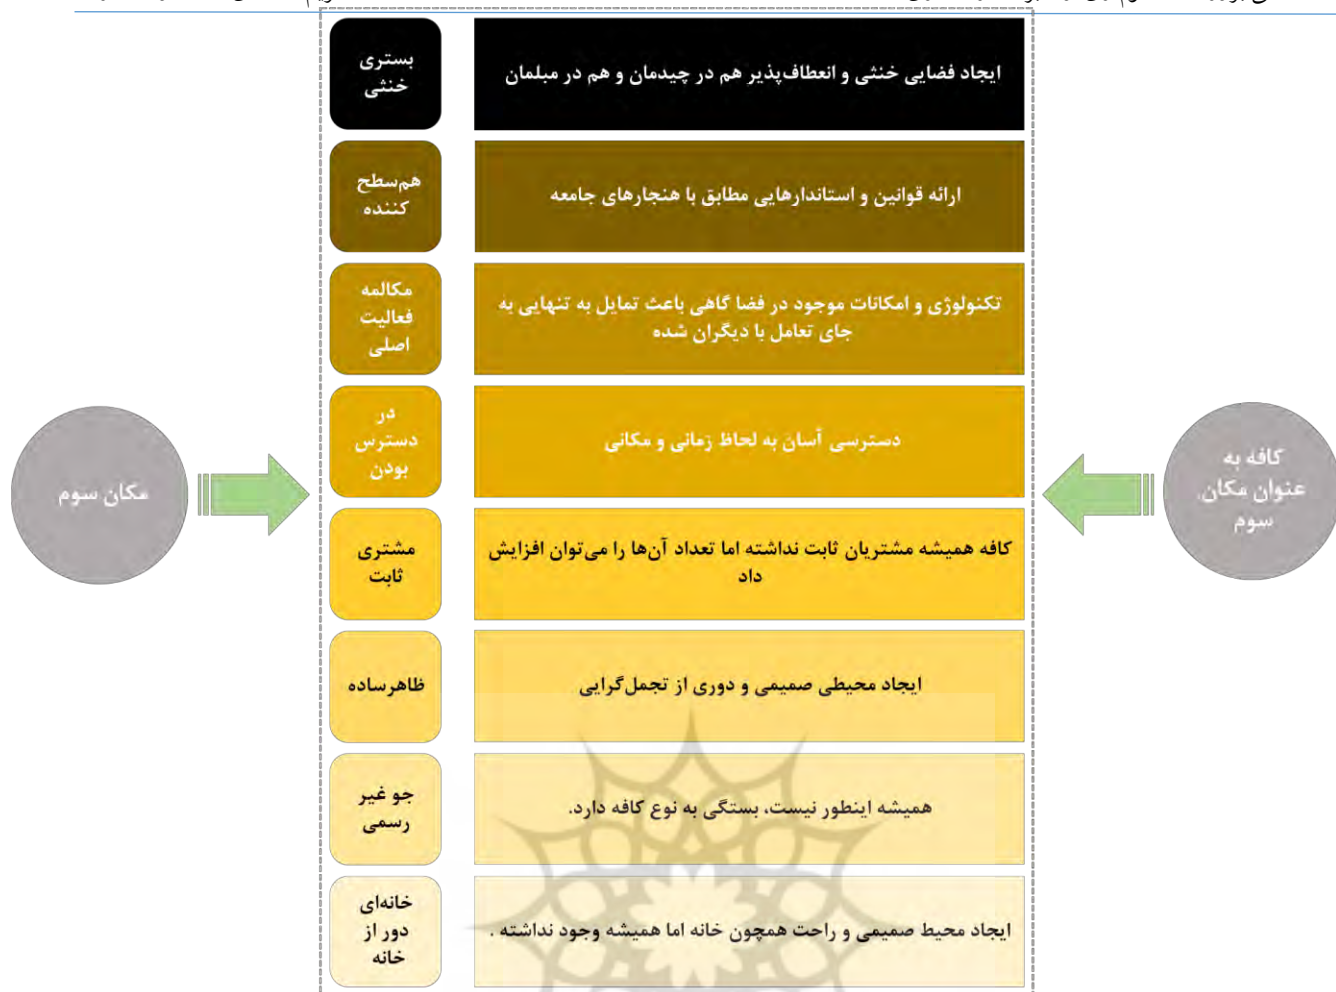 بستری
خنثی
ایجاد فضایی خنثی و انعطاف‌پذیر هم در چیدمان و هم در مبلمان
هم‌سطح
کننده
ارائه قوانین و استاندارهایی مطابق با هنجارهای جامعه
مکالمه
فعالیت
اصلی
تکنولوژی و امکانات موجود در فضا گاهی باعث تمایل به تنهایی به
جای تعامل با دیگران شده
در
دسترس
بودن
دسترسی آسان به لحاظ زمانی و مکانی
مکان سوم
کافه به
عنوان مکان
سوم
مشتری
ثابت
کافه همیشه مشتریان ثابت نداشته اما تعداد آن‌ها را می‌توان افزایش
داد
ظاهرساده
ایجاد محیطی صمیمی و دوری از تجمل‌گرایی
جو غیر
رسمی
همیشه اینطور نیست، بستگی به نوع کافه دارد.
خانه‌ای
دور از
خانه
ایجاد محیط صمیمی و راحت همچون خانه اما همیشه وجود نداشته .